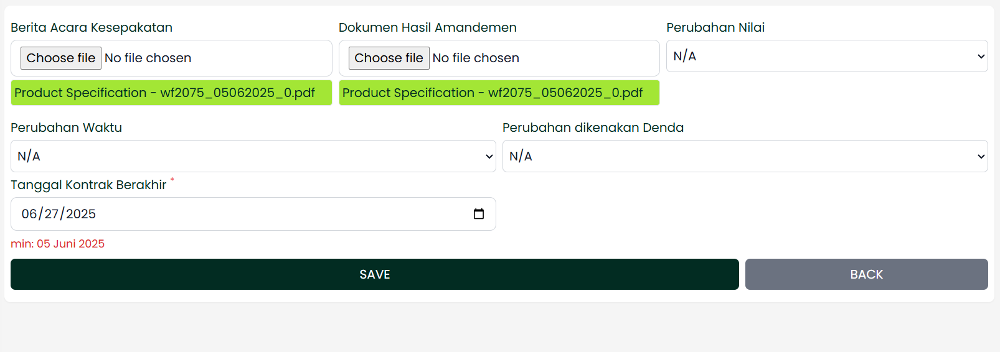 Berita Acara Kesepakatan
Dokumen Hasil Amandemen
Perubahan Nilai
Choose file No file chosen
Choose file No file chosen
N/A
Product Specification - wf2075_05062025_0.pdf
Product Specification - wf2075_05062025_0.pdf
Perubahan Waktu
Perubahan dikenakan Denda
N/A
N/A
Tanggal Kontrak Berakhir *
06/27/2025
min: 05 Juni 2025
SAVE
BACK